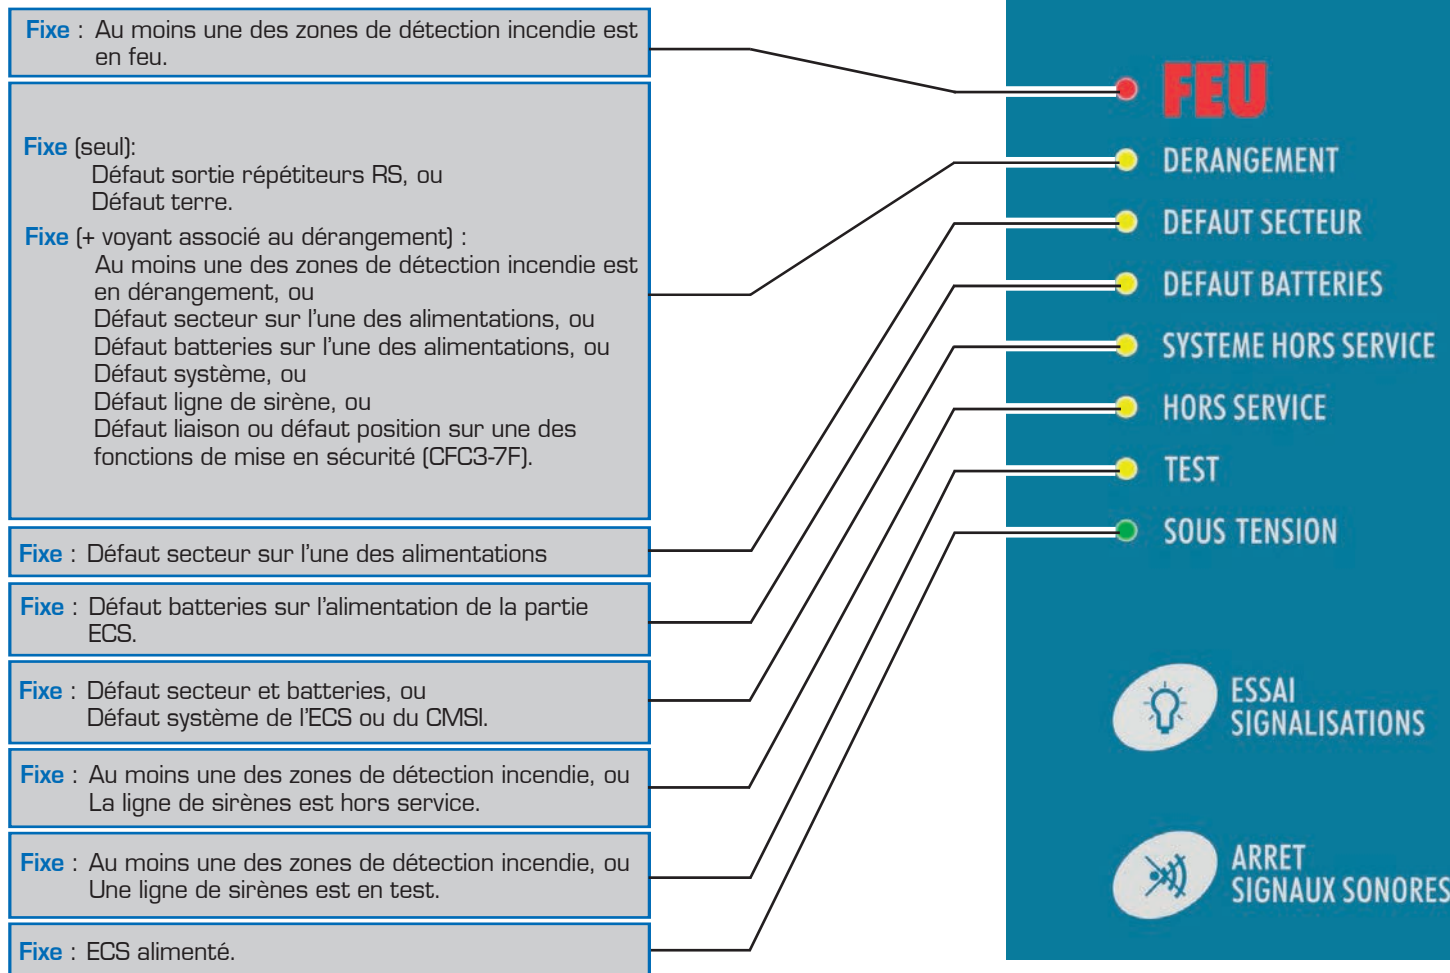 Fixe : Au moins une des zones de détection incendie est
en feu.
Fixe (seul):
Défaut sortie répétiteurs RS, ou
Défaut terre.
Fixe (+ voyant associé au dérangement) :
Au moins une des zones de détection incendie est
en dérangement, ou
Défaut secteur sur l'une des alimentations, ou
Défaut batteries sur l'une des alimentations, ou
Défaut système, ou
Défaut ligne de sirène, ou
Défaut liaison ou défaut position sur une des
fonctions de mise en sécurité (CFC3-7F).
Fixe : Défaut secteur sur l'une des alimentations
Fixe : Défaut batteries sur l'alimentation de la partie
ECS.
Fixe : Défaut secteur et batteries, ou
Défaut système de l'ECS ou du CMSI.
Fixe : Au moins une des zones de détection incendie, ou
La ligne de sirènes est hors service.
Fixe : Au moins une des zones de détection incendie, ou
Une ligne de sirènes est en test.
Fixe : ECS alimenté.
FEU
DERANGEMENT
DEFAUT SECTEUR
DEFAUT BATTERIES
SYSTEME HORS SERVICE
HORS SERVICE
TEST
SOUS TENSION
ESSAI
SIGNALISATIONS
ARRET
SIGNAUX SONORES